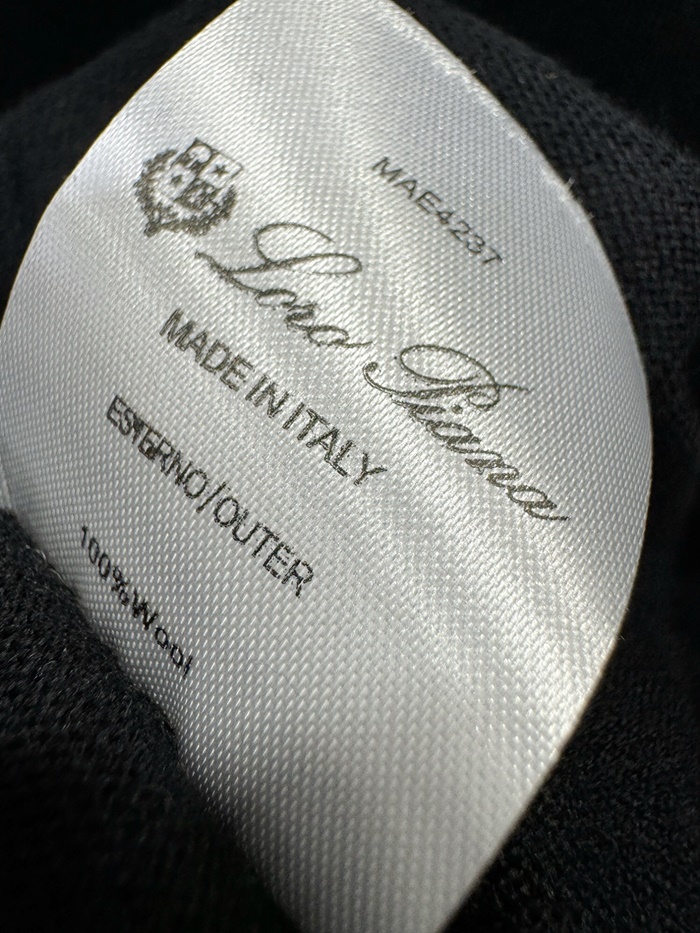 MAE4237
Loro Piana
MADE IN ITALY
ESTERNO/OUTER
100%Wool